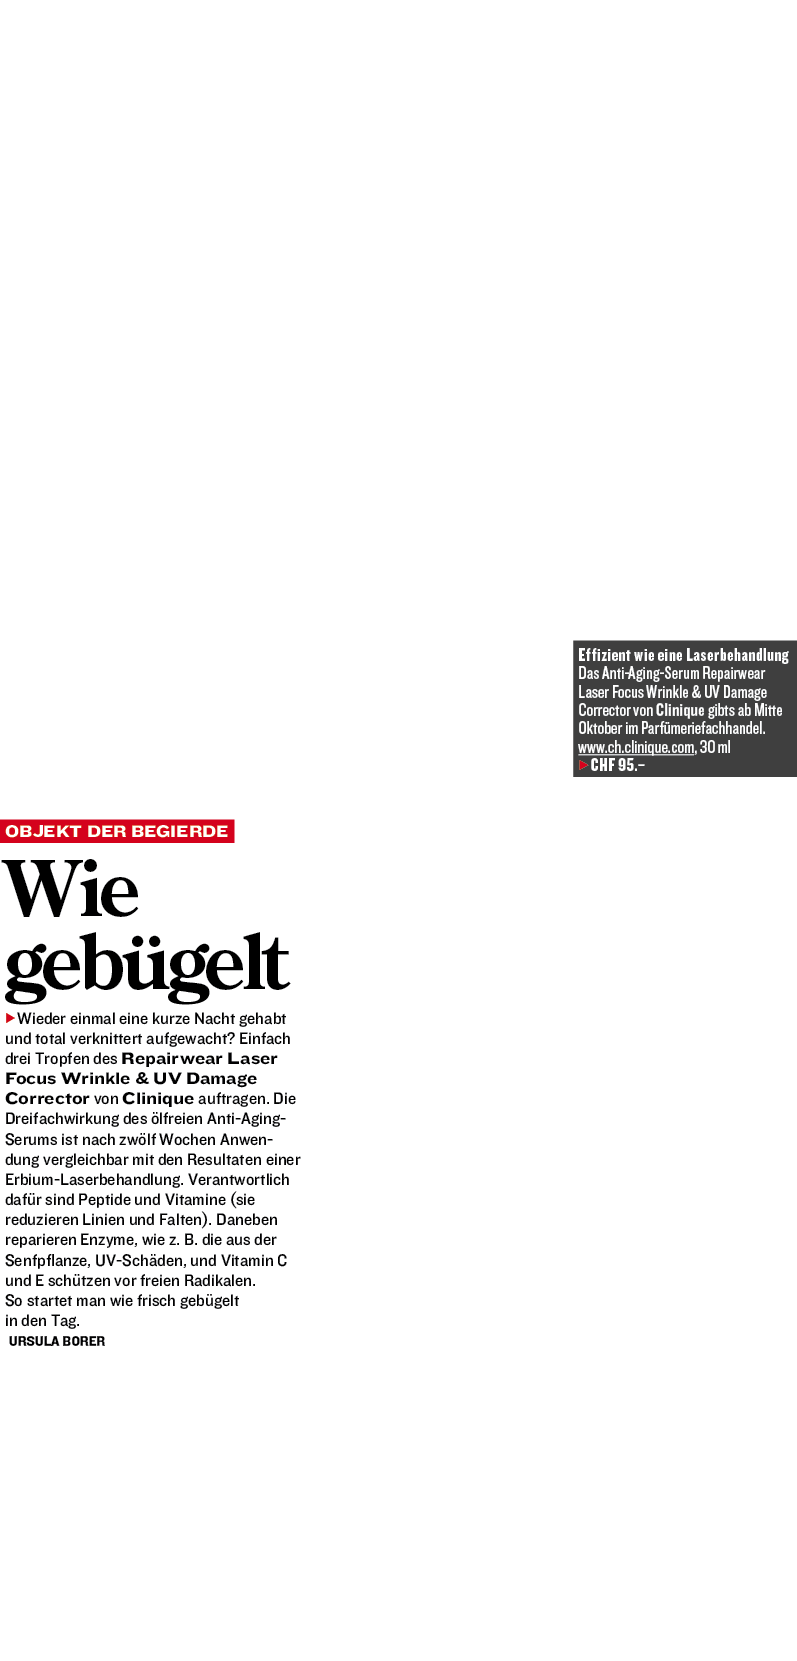 Effizient wie eine Laserbehandlung
Das Anti-Aging-Serum Repairwear
Laser Focus Wrinkle & UV Damage
Corrector von Clinique gibts ab Mitte
Oktober im Parfümeriefachhandel.
www.ch.clinique.com, 30 ml
▶CHF 95.–
OBJEKT DER BEGIERDE
Wie
gebügelt
▶Wieder einmal eine kurze Nacht gehabt
und total verknittert aufgewacht? Einfach
drei Tropfen des Repairwear Laser
Focus Wrinkle & UV Damage
Corrector von Clinique auftragen. Die
Dreifachwirkung des ölfreien Anti-Aging-
Serums ist nach zwölf Wochen Anwen-
dung vergleichbar mit den Resultaten einer
Erbium-Laserbehandlung. Verantwortlich
dafür sind Peptide und Vitamine (sie
reduzieren Linien und Falten). Daneben
reparieren Enzyme, wie z. B. die aus der
Senfpflanze, UV-Schäden, und Vitamin C
und E schützen vor freien Radikalen.
So startet man wie frisch gebügelt
in den Tag.
URSULA BORER